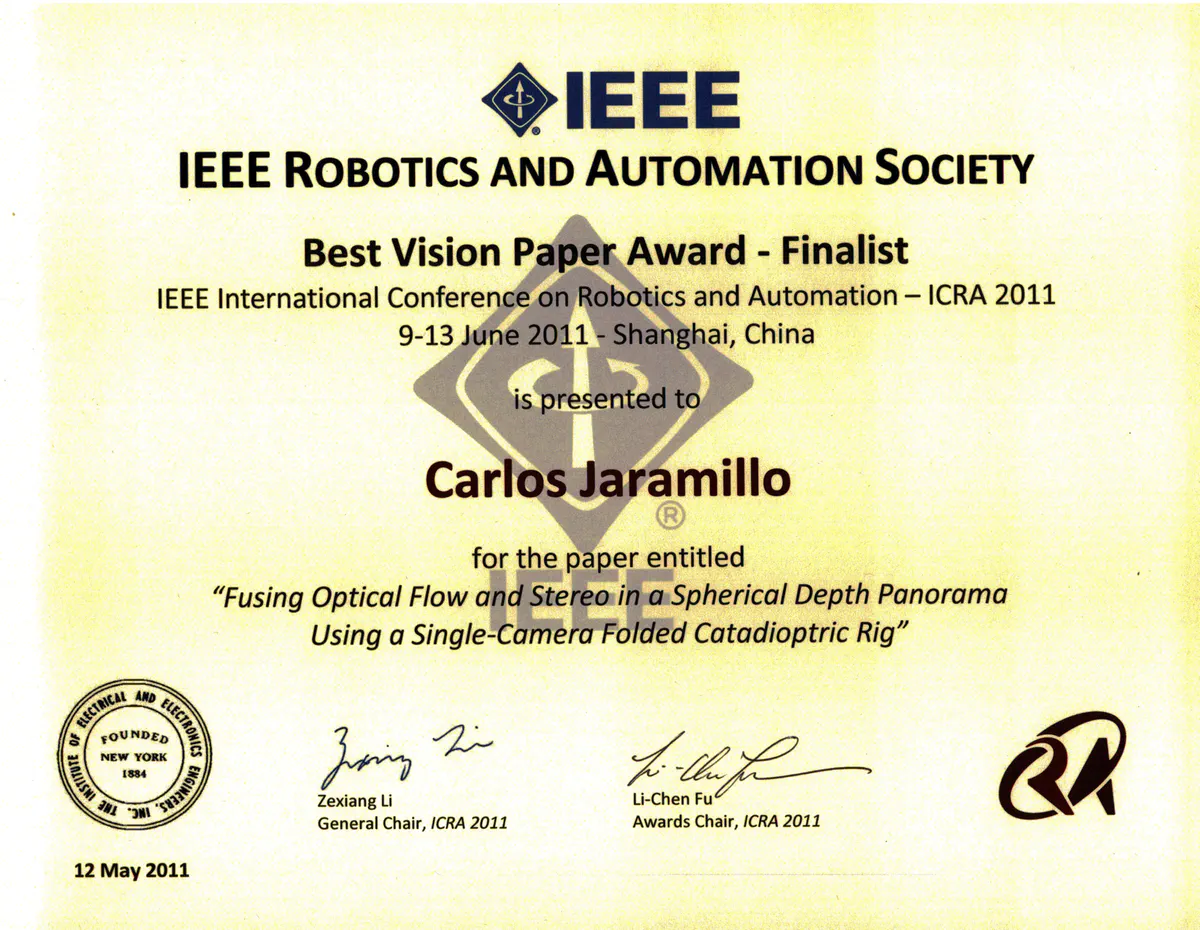 IEEE
IEEE ROBOTICS AND AUTOMATION SOCIETY
Best Vision Paper Award - Finalist
IEEE International Conference on Robotics and Automation – ICRA 2011
9-13 June 2011 - Shanghai, China
is presented to
Carlos Jaramillo
®
for the paper entitled
IEEE
“Fusing Optical Flow and Stereo in a Spherical Depth Panorama
Using a Single-Camera Folded Catadioptric Rig”
THE INSTITUTE OF ELECTRICAL AND ELECTRONICS ENGINEERS, INC.
FOUNDED
NEW YORK
1884
Zexiang Li
Li-Chen Fu
Zexiang Li
General Chair, ICRA 2011
Li-Chen Fu
Awards Chair, ICRA 2011
RA
12 May 2011